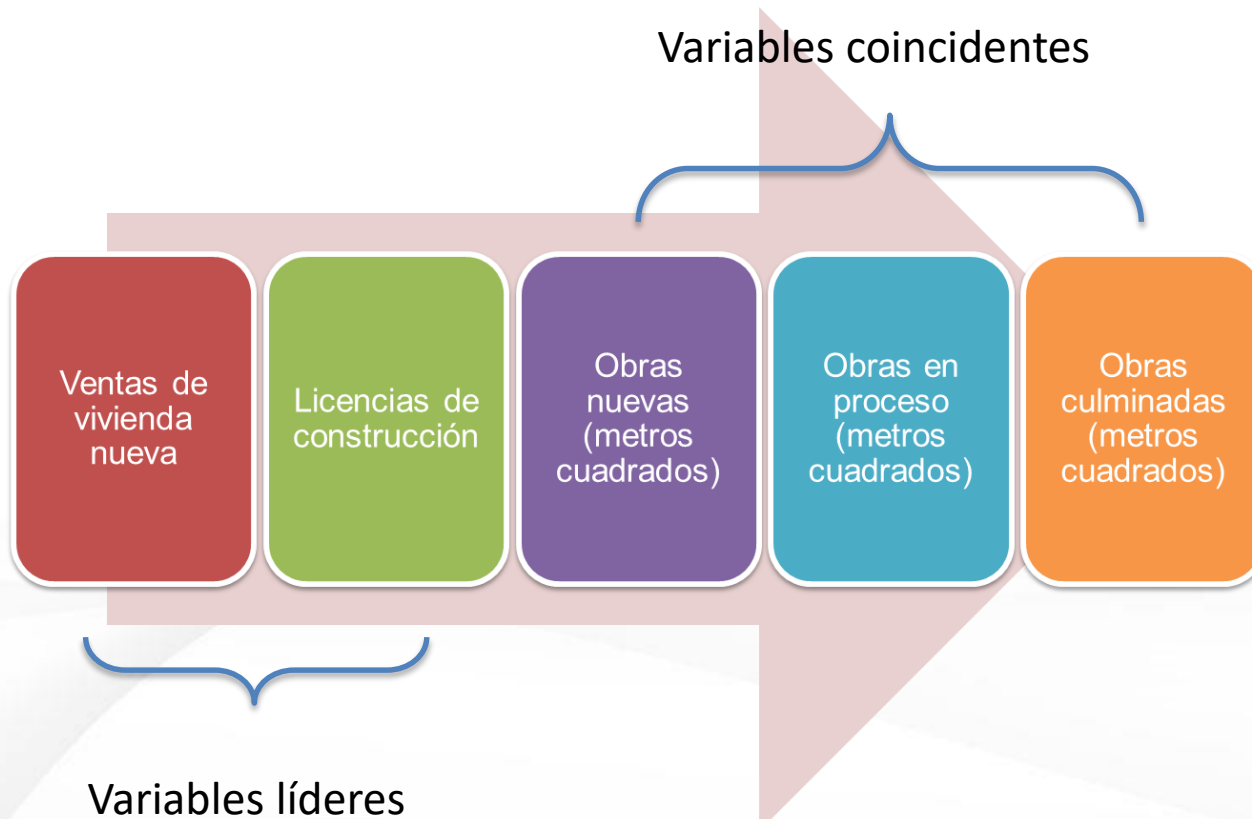 Variables coincidentes
Ventas de
vivienda
nueva
Licencias de
construcción
Obras
nuevas
(metros
cuadrados)
Obras en
proceso
(metros
cuadrados)
Obras
culminadas
(metros
cuadrados)
Variables líderes